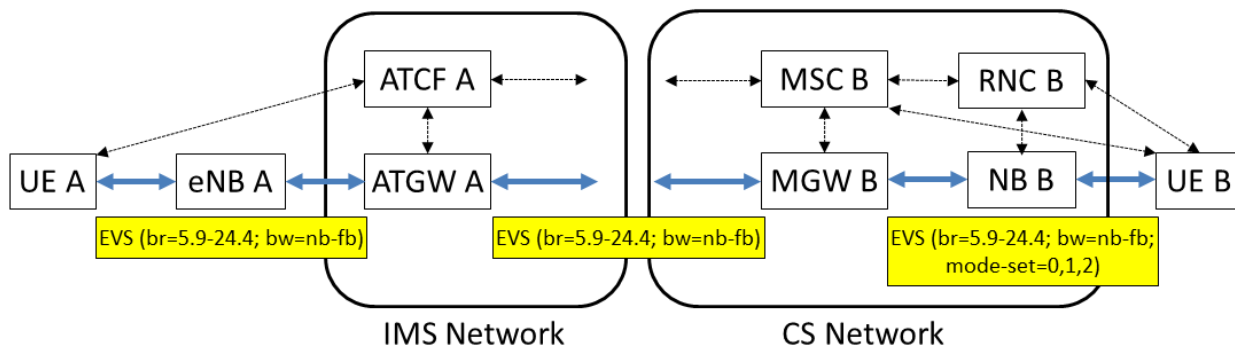 ATCF A
MSC B
RNC B
UE A
eNB A
ATGW A
MGW B
NB B
UE B
EVS (br=5.9-24.4; bw=nb-fb)
EVS (br=5.9-24.4; bw=nb-fb)
EVS (br=5.9-24.4; bw=nb-fb;
mode-set=0,1,2)
IMS Network
CS Network